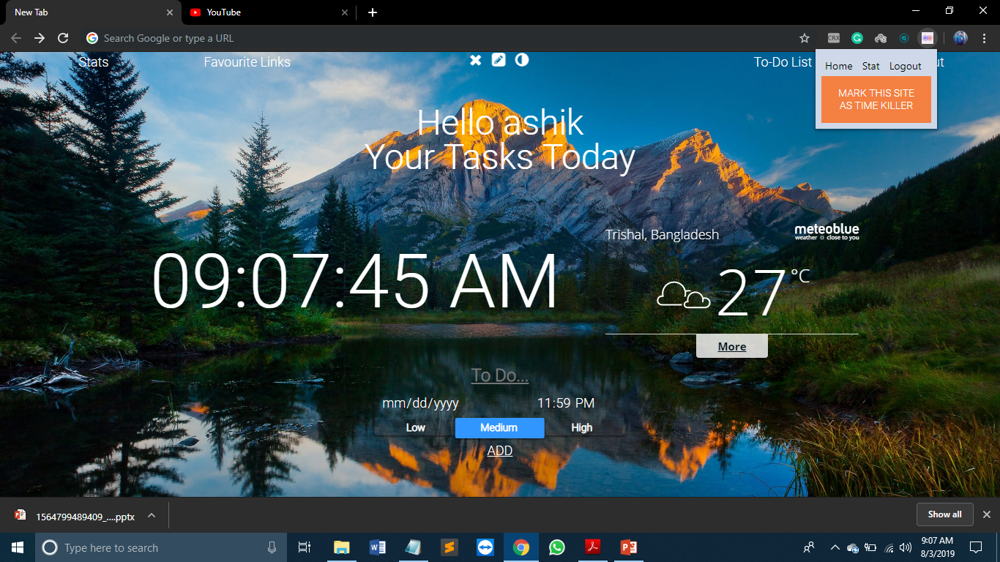 New Tab
YouTube
Search Google or type a URL
CRX
Stats
Favourite Links
To-Do List
Home Stat Logout
MARK THIS SITE
AS TIME KILLER
Hello ashik
Your Tasks Today
Trishal, Bangladesh
meteoblue
weather close to you
09:07:45 AM
27 °C
More
To Do...
mm/dd/yyyy
11:59 PM
Low
Medium
High
ADD
1564799489409_....pptx
Show all
Type here to search
9:07 AM
8/3/2019